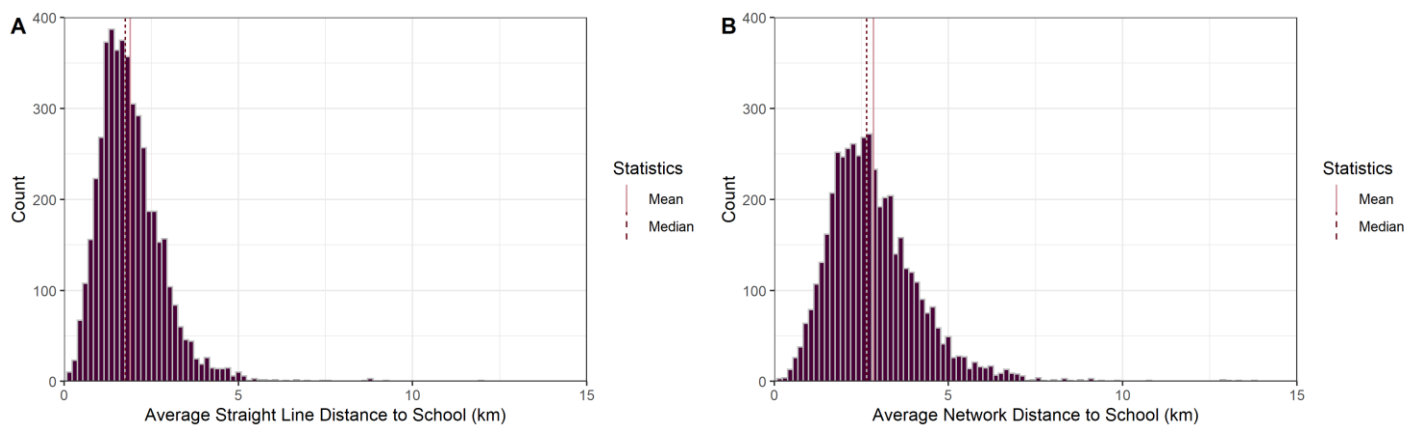 A
400
300
200
100
0
Count
0
5
10
15
Average Straight Line Distance to School (km)
Statistics
Mean
Median
B
400
300
200
100
0
Count
0
5
10
15
Average Network Distance to School (km)
Statistics
Mean
Median